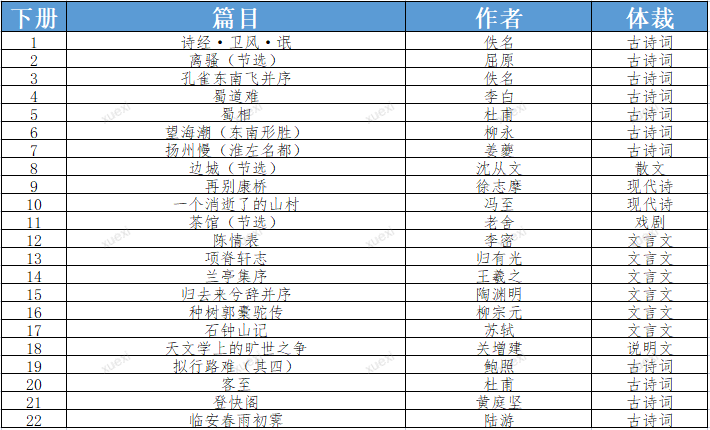 下册 篇目 作者 体裁
1 诗经·卫风·氓 佚名 古诗词
2 离骚（节选） 屈原 古诗词
3 孔雀东南飞并序 佚名 古诗词
4 蜀道难 李白 古诗词
5 蜀相 杜甫 古诗词
6 望海潮（东南形胜） 柳永 古诗词
7 扬州慢（淮左名都） 姜夔 古诗词
8 边城（节选） 沈从文 散文
9 再别康桥 徐志摩 现代诗
10 一个消逝了的山村 冯至 现代诗
11 茶馆（节选） 老舍 戏剧
12 陈情表 李密 文言文
13 项脊轩志 归有光 文言文
14 兰亭集序 王羲之 文言文
15 归去来兮辞并序 陶渊明 文言文
16 种树郭橐驼传 柳宗元 文言文
17 石钟山记 苏轼 文言文
18 天文学上的旷世之争 关增建 说明文
19 拟行路难（其四） 鲍照 古诗词
20 客至 杜甫 古诗词
21 登快阁 黄庭坚 古诗词
22 临安春雨初霁 陆游 古诗词